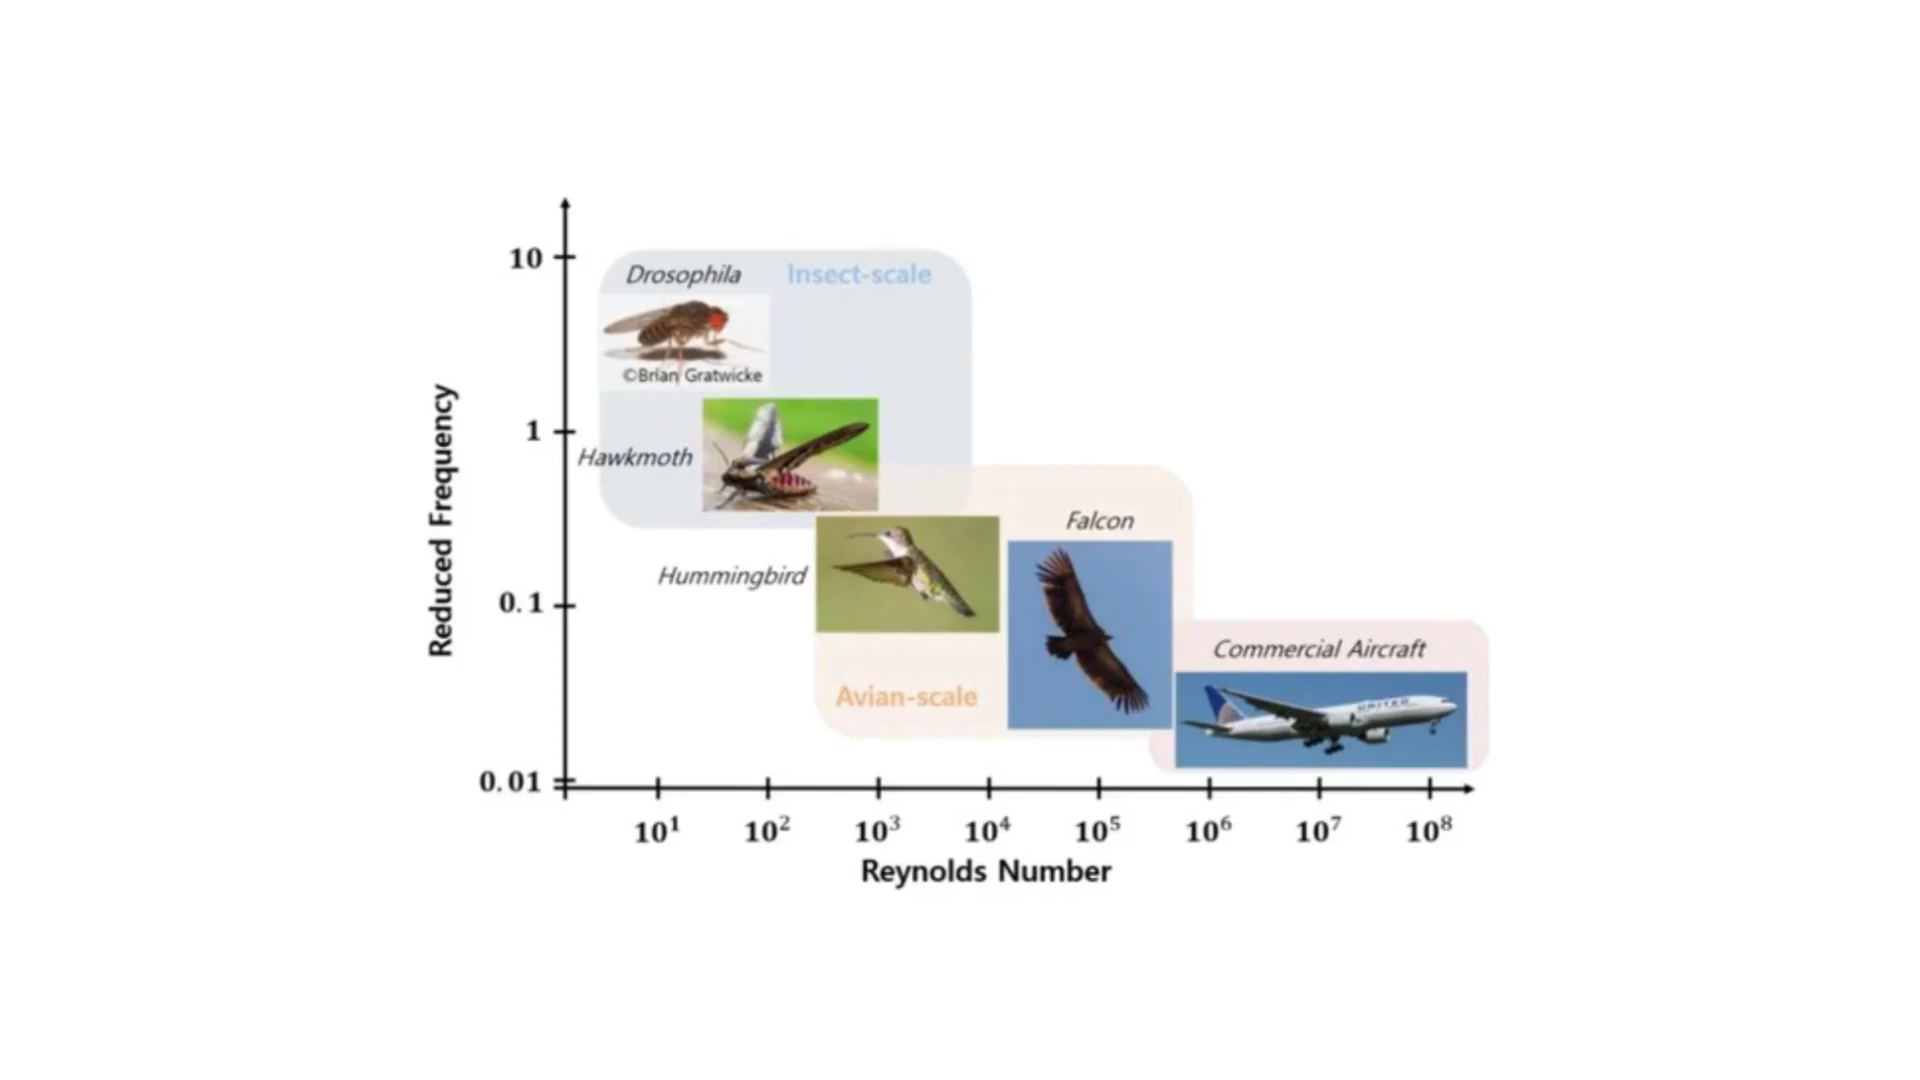 10
Drosophila
Insect-scale
©Brian Gratwicke
1
Hawkmoth
Falcon
Hummingbird
0.1
Reduced Frequency
Commercial Aircraft
Avian-scale
UNITED
0.01
10¹ 10² 10³ 10⁴ 10⁵ 10⁶ 10⁷ 10⁸
Reynolds Number